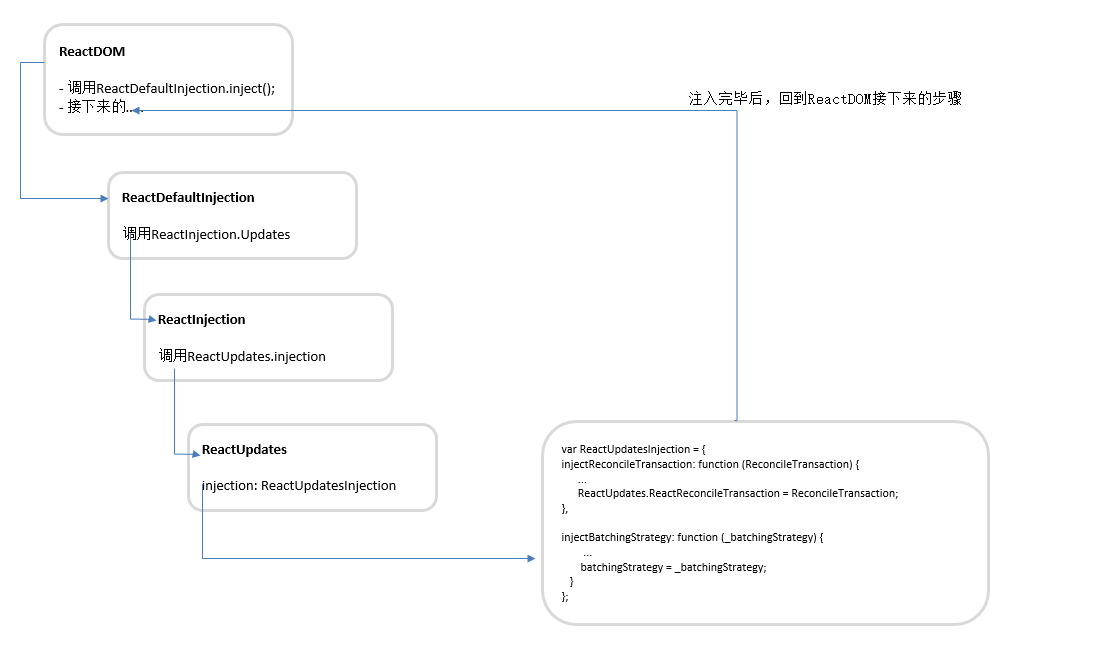 ReactDOM
- 调用ReactDefaultInjection.inject();
- 接下来的....
注入完毕后，回到ReactDOM接下来的步骤
ReactDefaultInjection
调用ReactInjection.Updates
ReactInjection
调用ReactUpdates.injection
ReactUpdates
injection: ReactUpdatesInjection
var ReactUpdatesInjection = {
injectReconcileTransaction: function (ReconcileTransaction) {
...
ReactUpdates.ReactReconcileTransaction = ReconcileTransaction;
},
injectBatchingStrategy: function (_batchingStrategy) {
...
batchingStrategy = _batchingStrategy;
}
};